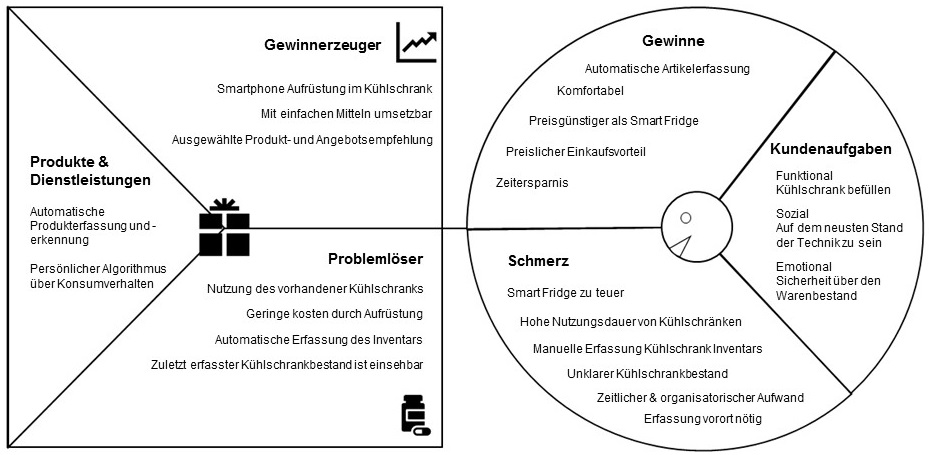 Gewinnerzeuger
Smartphone Aufrüstung im Kühlschrank
Mit einfachen Mitteln umsetzbar
Ausgewählte Produkt- und Angebotsempfehlung
Produkte &
Dienstleistungen
Automatische
Produkterfassung und -
erkennung
Persönlicher Algorithmus
über Konsumverhalten
Problemlöser
Nutzung des vorhandener Kühlschranks
Geringe kosten durch Aufrüstung
Automatische Erfassung des Inventars
Zuletzt erfasster Kühlschrankbestand ist einsehbar
Gewinne
Automatische Artikelerfassung
Komfortabel
Preisgünstiger als Smart Fridge
Preislicher Einkaufsvorteil
Zeitersparnis
Kundenaufgaben
Funktional
Kühlschrank befüllen
Sozial
Auf dem neusten Stand
der Technik zu sein
Emotional
Sicherheit über den
Warenbestand
Schmerz
Smart Fridge zu teuer
Hohe Nutzungsdauer von Kühlschränken
Manuelle Erfassung Kühlschrank Inventars
Unklarer Kühlschrankbestand
Zeitlicher & organisatorischer Aufwand
Erfassung vorort nötig